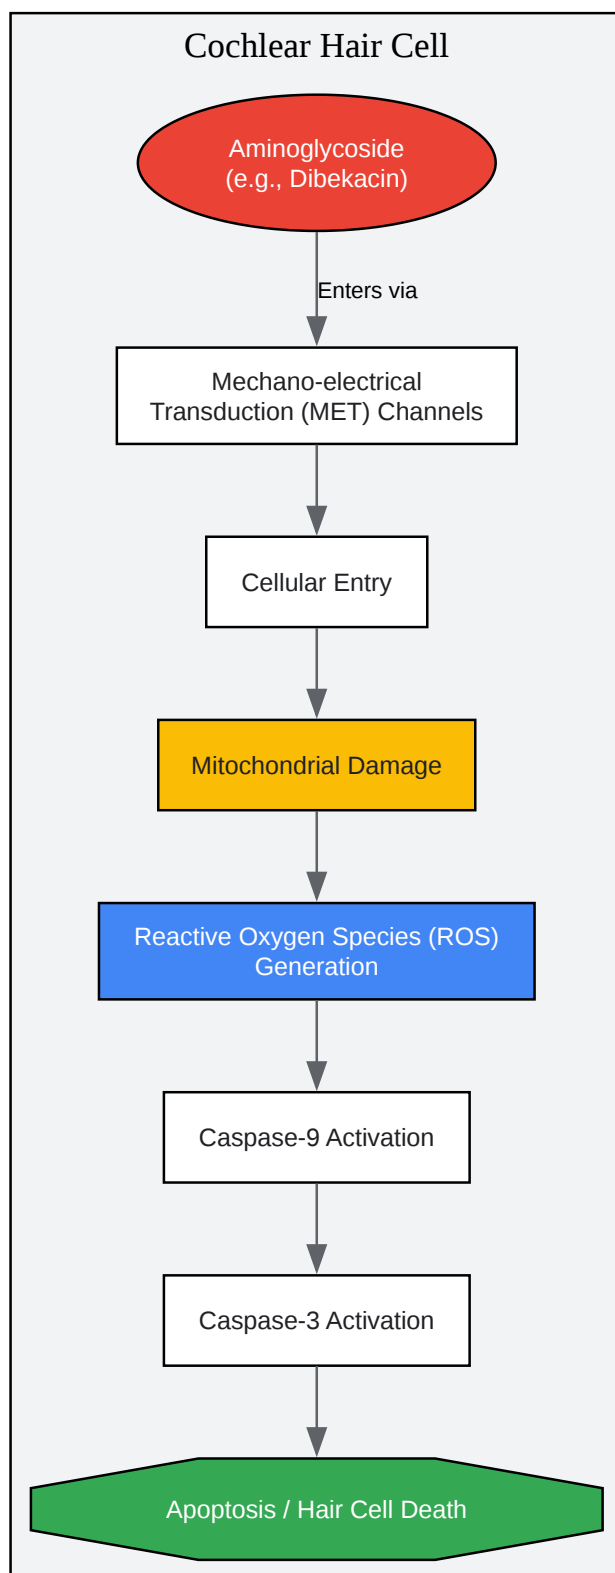 Cochlear Hair Cell
Aminoglycoside
(e.g., Dibekacin)
Enters via
Mechano-electrical
Transduction (MET) Channels
Cellular Entry
Mitochondrial Damage
Reactive Oxygen Species (ROS)
Generation
Caspase-9 Activation
Caspase-3 Activation
Apoptosis / Hair Cell Death